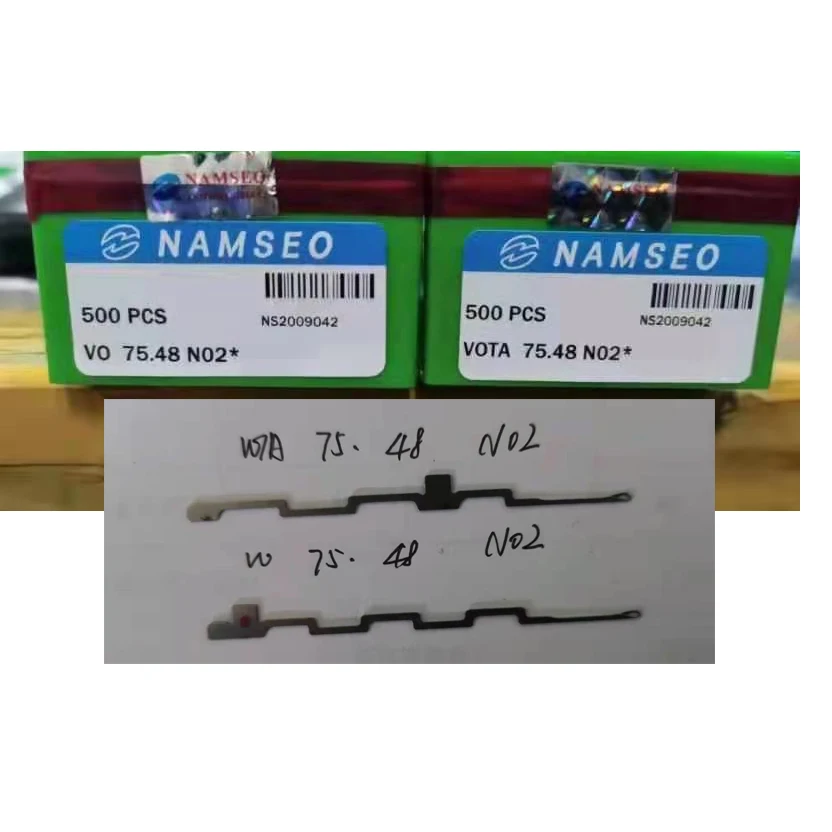 NAMSEO
NAMSEO
500 PCS
NS2009042
VO 75.48 N02*
NAMSEO
NAMSEO
500 PCS
NS2009042
VOTA 75.48 N02*
VOTA 75.48 N02
VO 75.48 N02